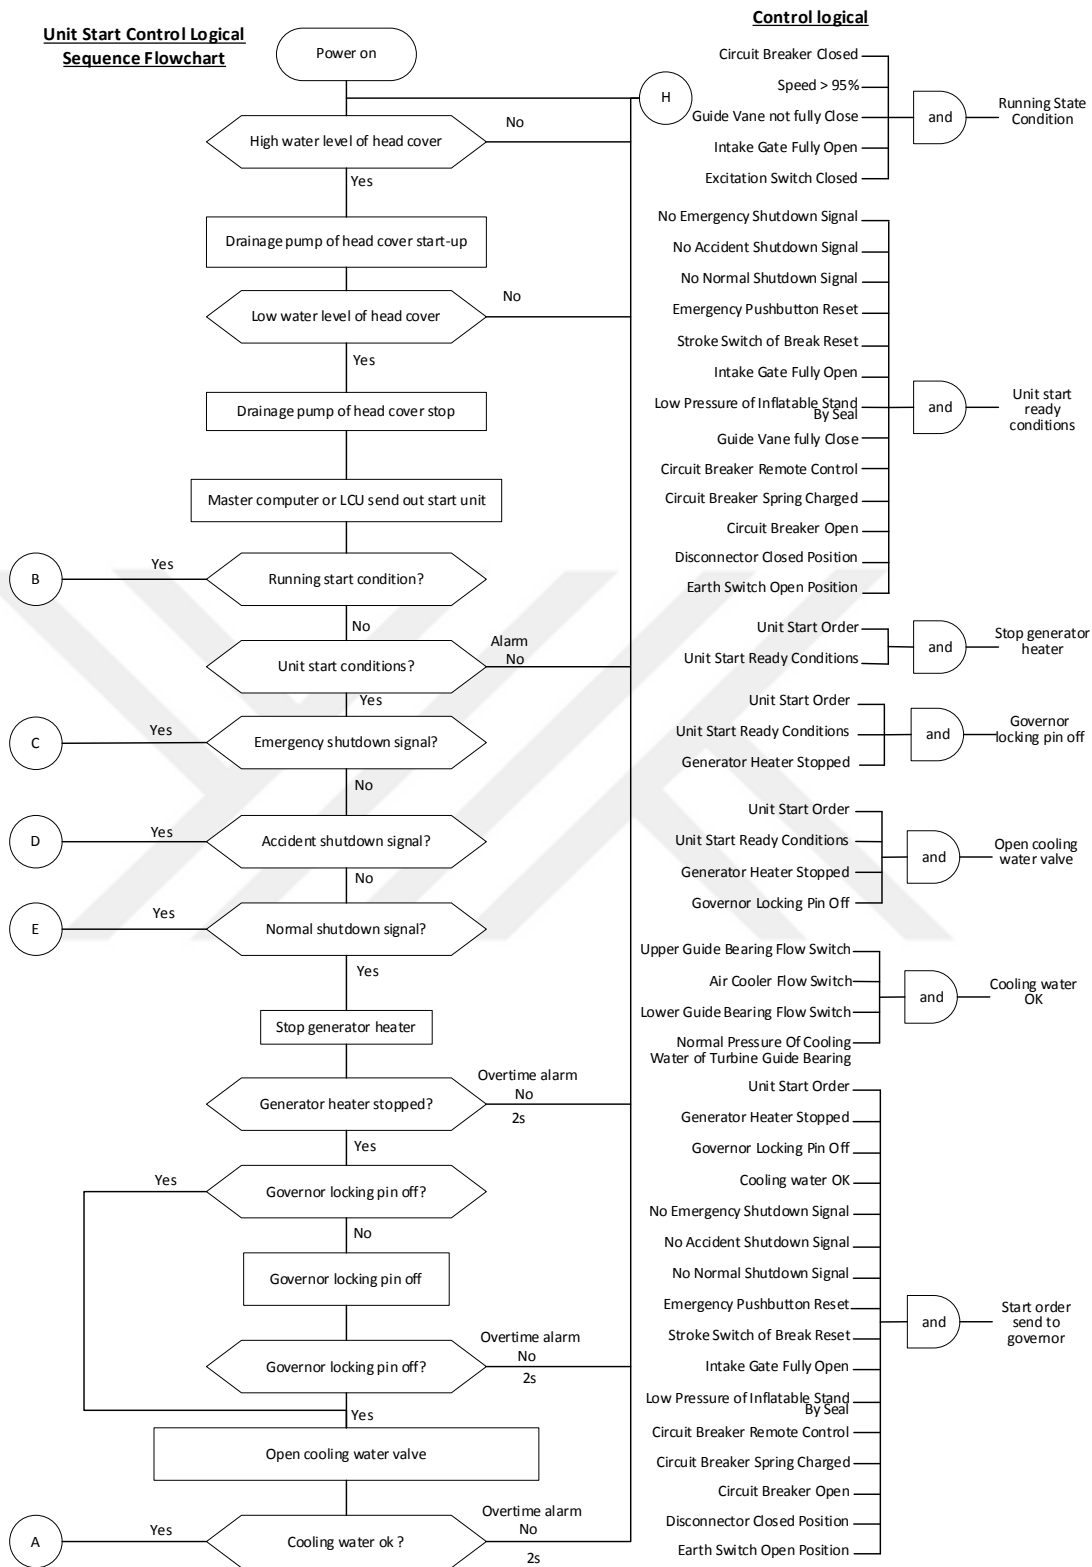 Unit Start Control Logical
Sequence Flowchart
Power on
H
High water level of head cover
No
Yes
Drainage pump of head cover start-up
Low water level of head cover
No
Yes
Drainage pump of head cover stop
Master computer or LCU send out start unit
B
Yes
Running start condition?
No
Alarm
Unit start conditions?
No
Yes
C
Yes
Emergency shutdown signal?
No
D
Yes
Accident shutdown signal?
No
E
Yes
Normal shutdown signal?
Yes
Stop generator heater
Overtime alarm
Generator heater stopped?
No
2s
Yes
Yes
Governor locking pin off?
No
Governor locking pin off
Overtime alarm
Governor locking pin off?
No
2s
Yes
Open cooling water valve
A
Yes
Cooling water ok ?
Overtime alarm
No
2s
Control logical
Circuit Breaker Closed
Speed > 95%
Guide Vane not fully Close
Intake Gate Fully Open
Excitation Switch Closed
and
Running State
Condition
No Emergency Shutdown Signal
No Accident Shutdown Signal
No Normal Shutdown Signal
Emergency Pushbutton Reset
Stroke Switch of Break Reset
Intake Gate Fully Open
Low Pressure of Inflatable Stand
By Seal
Guide Vane fully Close
Circuit Breaker Remote Control
Circuit Breaker Spring Charged
Circuit Breaker Open
Disconnector Closed Position
Earth Switch Open Position
and
Unit start
ready
conditions
Unit Start Order
Unit Start Ready Conditions
and
Stop generator
heater
Unit Start Order
Unit Start Ready Conditions
Generator Heater Stopped
and
Governor
locking pin off
Unit Start Order
Unit Start Ready Conditions
Generator Heater Stopped
Governor Locking Pin Off
and
Open cooling
water valve
Upper Guide Bearing Flow Switch
Air Cooler Flow Switch
Lower Guide Bearing Flow Switch
Normal Pressure Of Cooling
Water of Turbine Guide Bearing
and
Cooling water
OK
Unit Start Order
Generator Heater Stopped
Governor Locking Pin Off
Cooling water OK
No Emergency Shutdown Signal
No Accident Shutdown Signal
No Normal Shutdown Signal
Emergency Pushbutton Reset
Stroke Switch of Break Reset
Intake Gate Fully Open
Low Pressure of Inflatable Stand
By Seal
Circuit Breaker Remote Control
Circuit Breaker Spring Charged
Circuit Breaker Open
Disconnector Closed Position
Earth Switch Open Position
and
Start order
send to
governor